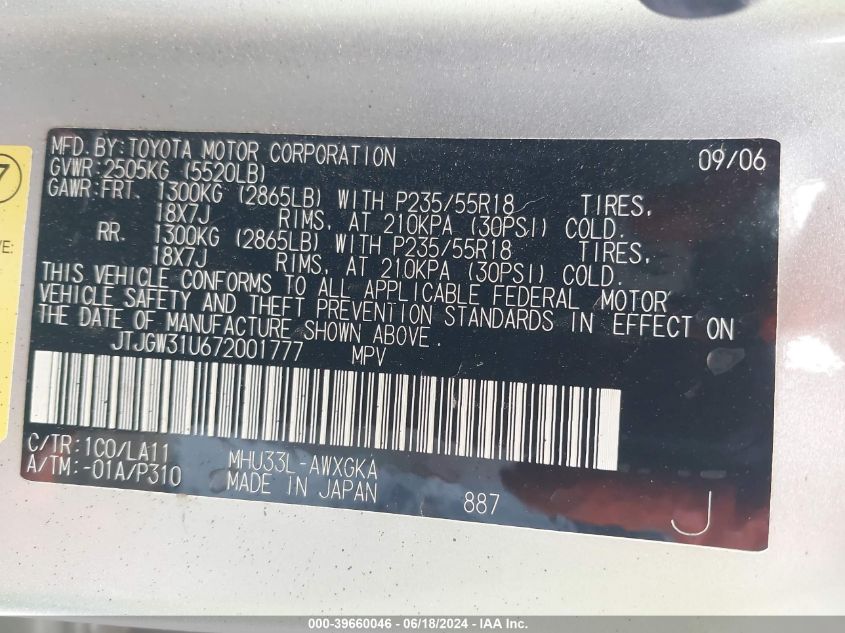 7
VE:
MFD. BY: TOYOTA MOTOR CORPORATION 09/06
GVWR: 2505KG (5520LB)
GAWR: FRT. 1300KG (2865LB) WITH P235/55R18 TIRES,
18X7J RIMS, AT 210KPA (30PSI) COLD.
RR. 1300KG (2865LB) WITH P235/55R18 TIRES,
18X7J RIMS, AT 210KPA (30PSI) COLD.
THIS VEHICLE CONFORMS TO ALL APPLICABLE FEDERAL MOTOR
VEHICLE SAFETY AND THEFT PREVENTION STANDARDS IN EFFECT ON
THE DATE OF MANUFACTURE SHOWN ABOVE.
JTJGW31U672001777 MPV
C/TR: 1C0/LA11 MHU33L-AWXGKA
A/TM: -01A/P310 MADE IN JAPAN 887 J
000-39660046 - 06/18/2024 - IAA Inc.